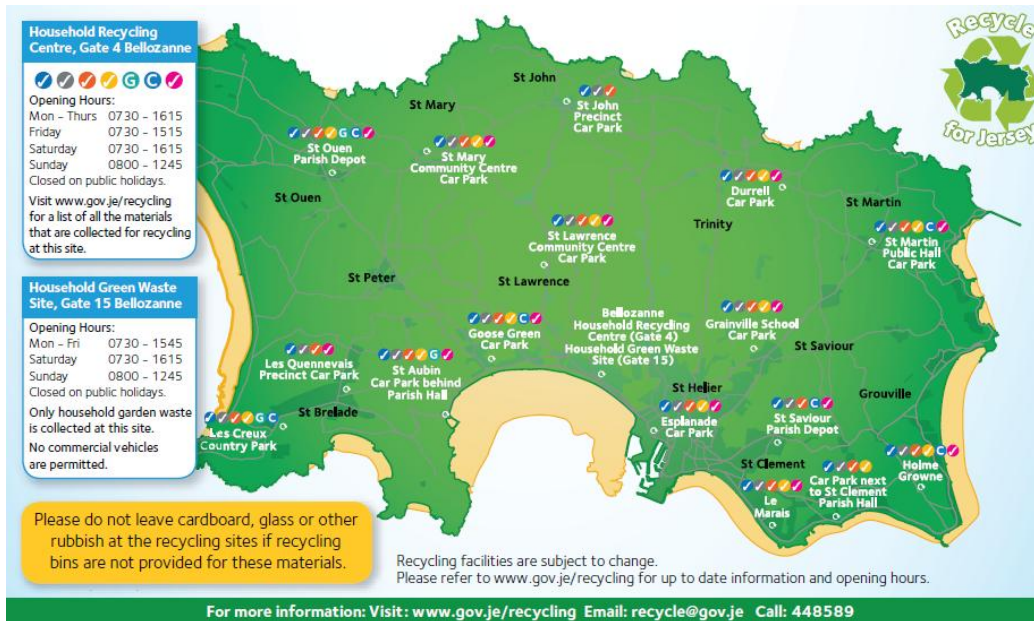 Household Recycling
Centre, Gate 4 Bellozanne
G C
Opening Hours:
Mon – Thurs 0730 – 1615
Friday 0730 – 1515
Saturday 0730 – 1615
Sunday 0800 – 1245
Closed on public holidays.
Visit www.gov.je/recycling
for a list of all the materials
that are collected for recycling
at this site.
Household Green Waste
Site, Gate 15 Bellozanne
Opening Hours:
Mon – Fri 0730 – 1545
Saturday 0730 – 1615
Sunday 0800 – 1245
Closed on public holidays.
Only household garden waste
is collected at this site.
No commercial vehicles
are permitted.
Please do not leave cardboard, glass or other
rubbish at the recycling sites if recycling
bins are not provided for these materials.
Recycle
for Jersey
St John
St John
Precinct
Car Park
St Mary
G C
St Ouen
Parish Depot
St Mary
Community Centre
Car Park
St Ouen
Durrell
Car Park
St Martin
Trinity
C
St Martin
Public Hall
Car Park
St Lawrence
Community Centre
Car Park
St Peter
St Lawrence
C
Goose Green
Car Park
Bellozanne
Household Recycling
Centre (Gate 4)
Household Green Waste
Site (Gate 15)
Grainville School
Car Park
St Saviour
Les Quennevais
Precinct Car Park
G
St Aubin
Car Park behind
Parish Hall
St Helier
Grouville
St Brelade
G C
Les Creux
Country Park
Esplanade
Car Park
C
St Saviour
Parish Depot
St Clement
C
Holme
Growne
Le
Marais
Car Park next
to St Clement
Parish Hall
Recycling facilities are subject to change.
Please refer to www.gov.je/recycling for up to date information and opening hours.
For more information: Visit: www.gov.je/recycling Email: recycle@gov.je Call: 448589